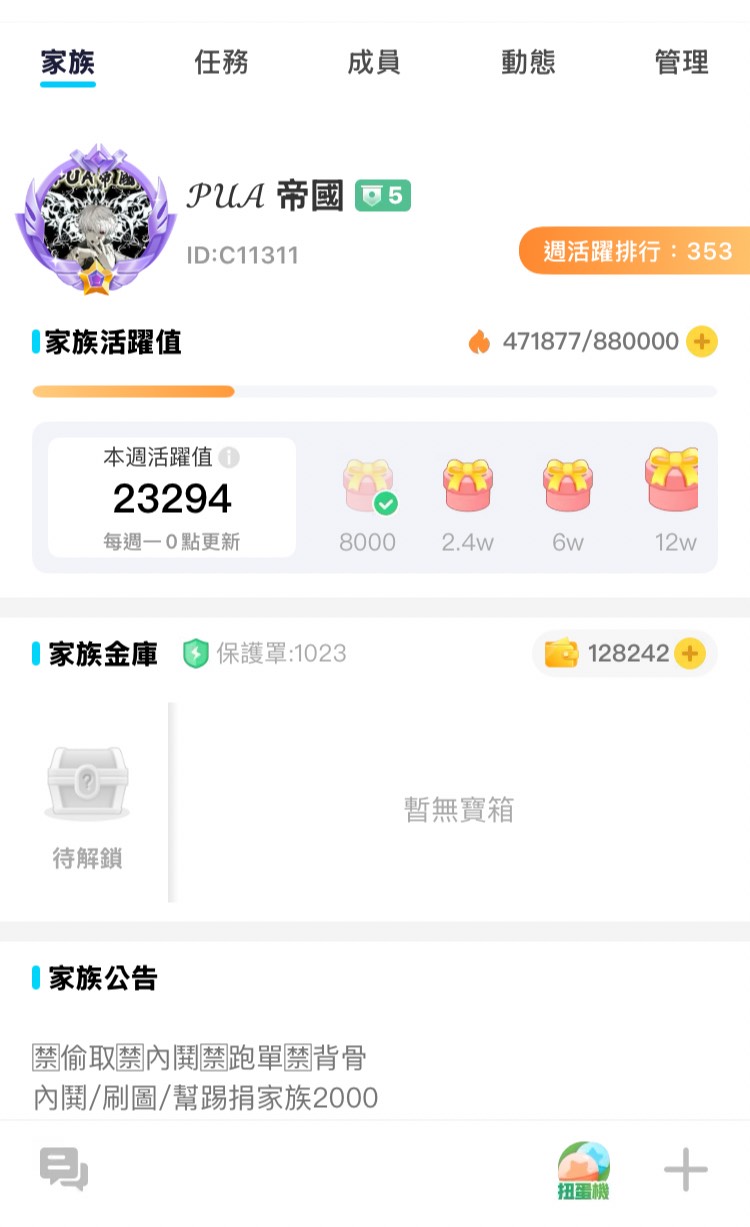 家族 任務 成員 動態 管理
PUA帝國
𝒫𝒰𝒜 帝國 5
ID:C11311
週活躍排行：353
家族活躍值 471877/880000
本週活躍值
23294
每週一0點更新
8000 2.4w 6w 12w
家族金庫 保護罩:1023 128242
?
待解鎖
暫無寶箱
家族公告
🈲偷取🈲內鬨🈲跑單🈲背骨
內鬨/刷圖/幫踢捐家族2000
扭蛋機